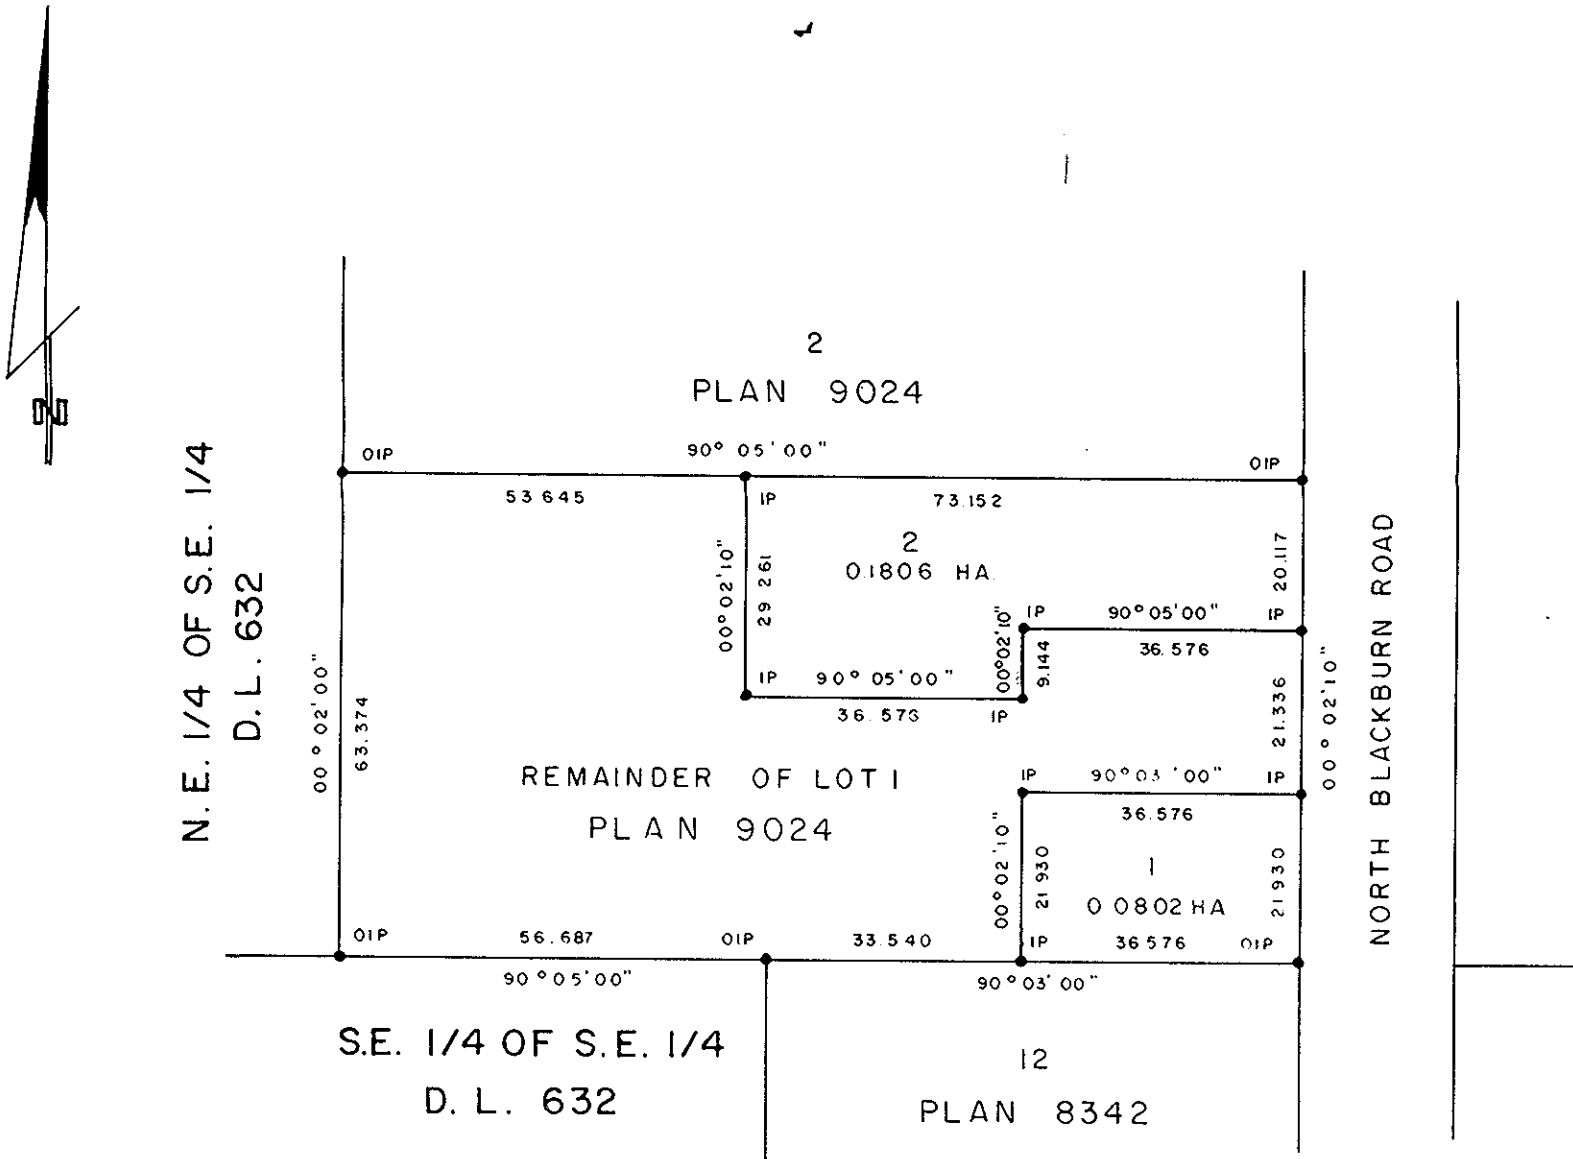 N
2
PLAN 9024
90° 05' 00"
OIP
OIP
53 645
IP
73.152
N.E. 1/4 OF S.E. 1/4
D.L. 632
00° 02'10"
29 261
2
0.1806 HA.
20.117
IP
90°05'00"
IP
36.576
00°02'10"
9.144
IP
90° 05'00"
36.576
IP
00° 02'00"
63.374
21.336
00° 02'10"
NORTH BLACKBURN ROAD
REMAINDER OF LOT 1
PLAN 9024
IP
90°03 '00"
IP
36.576
00°02'10"
21 930
1
0 0802 HA
21 930
OIP
56.687
OIP
33.540
IP
36 576
OIP
90°05'00"
90°03' 00"
S.E. 1/4 OF S.E. 1/4
D. L. 632
12
PLAN 8342